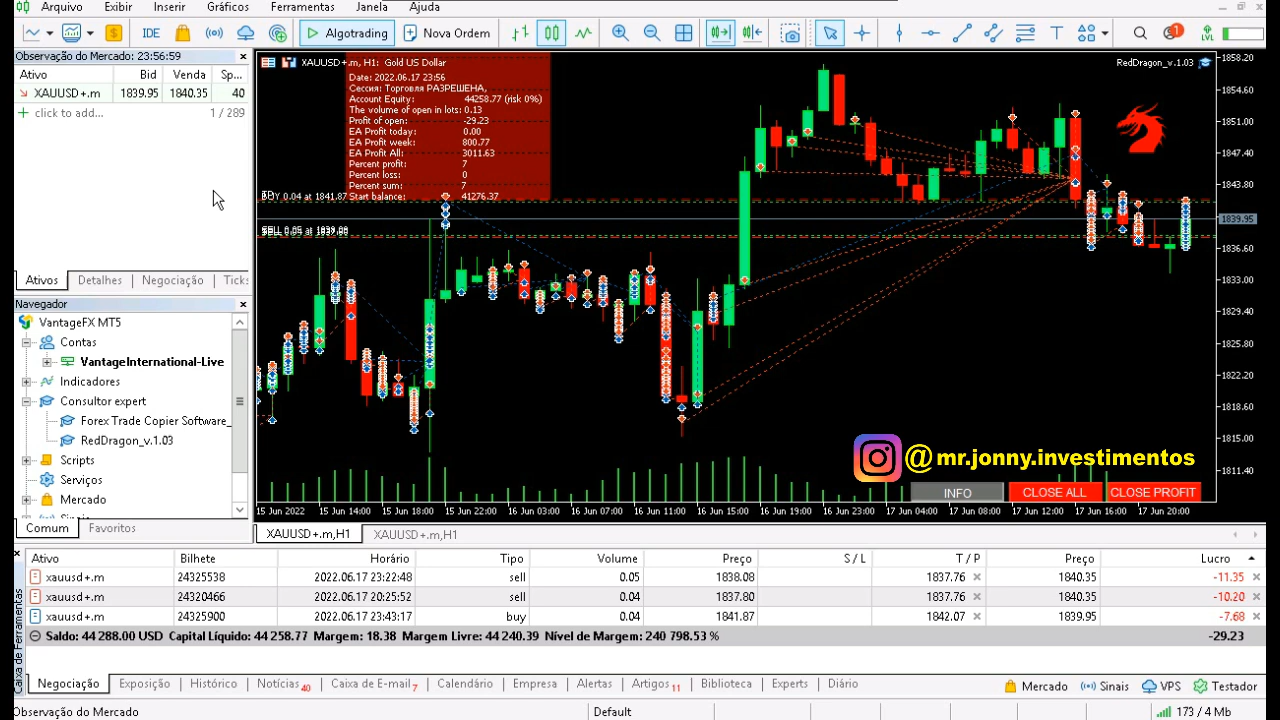 Arquivo Exibir Inserir Gráficos Ferramentas Janela Ajuda
IDE Algotrading Nova Ordem
Observação do Mercado: 23:56:59
Ativo Bid Venda Sp...
XAUUSD+.m 1839.95 1840.35 40
click to add... 1 / 289
Ativos Detalhes Negociação Ticks
Navegador
VantageFX MT5
Contas
VantageInternational-Live
Indicadores
Consultor expert
Forex Trade Copier Software_
RedDragon_v.1.03
Scripts
Serviços
Mercado
Comum Favoritos
XAUUSD+.m, H1: Gold US Dollar
RedDragon_v.1.03
Date: 2022.06.17 23:56
Сессия: Торговля РАЗРЕШЕНА,
Account Equity: 44258.77 (risk 0%)
The volume of open in lots: 0.13
Profit of open: -29.23
EA Profit today: 0.00
EA Profit week: 800.77
EA Profit All: 3011.63
Percent profit: 7
Percent loss: 0
Percent sum: 7
Start balance: 41276.37
BUY 0.04 at 1841.87
1858.20
1854.60
1851.00
1847.40
1843.80
1839.95
1836.60
1833.00
1829.40
1825.80
1822.20
1818.60
1815.00
1811.40
@mr.jonny.investimentos
INFO CLOSE ALL CLOSE PROFIT
15 Jun 2022 15 Jun 14:00 15 Jun 18:00 15 Jun 22:00 16 Jun 03:00 16 Jun 07:00 16 Jun 11:00 16 Jun 15:00 16 Jun 19:00 16 Jun 23:00 17 Jun 04:00 17 Jun 08:00 17 Jun 12:00 17 Jun 16:00 17 Jun 20:00
XAUUSD+.m,H1 XAUUSD+.m,H1
Ativo Bilhete Horário Tipo Volume Preço S / L T / P Preço Lucro
xauusd+.m 24325538 2022.06.17 23:22:48 sell 0.05 1838.08 1837.76 1840.35 -11.35
xauusd+.m 24320466 2022.06.17 20:25:52 sell 0.04 1837.80 1837.76 1840.35 -10.20
xauusd+.m 24325900 2022.06.17 23:43:17 buy 0.04 1841.87 1842.07 1839.95 -7.68
Saldo: 44 288.00 USD Capital Líquido: 44 258.77 Margem: 18.38 Margem Livre: 44 240.39 Nível de Margem: 240 798.53 % -29.23
Caixa de Ferramentas
Negociação Exposição Histórico Notícias 40 Caixa de E-mail 7 Calendário Empresa Alertas Artigos 11 Biblioteca Experts Diário
Mercado Sinais VPS Testador
Observação do Mercado Default 173 / 4 Mb